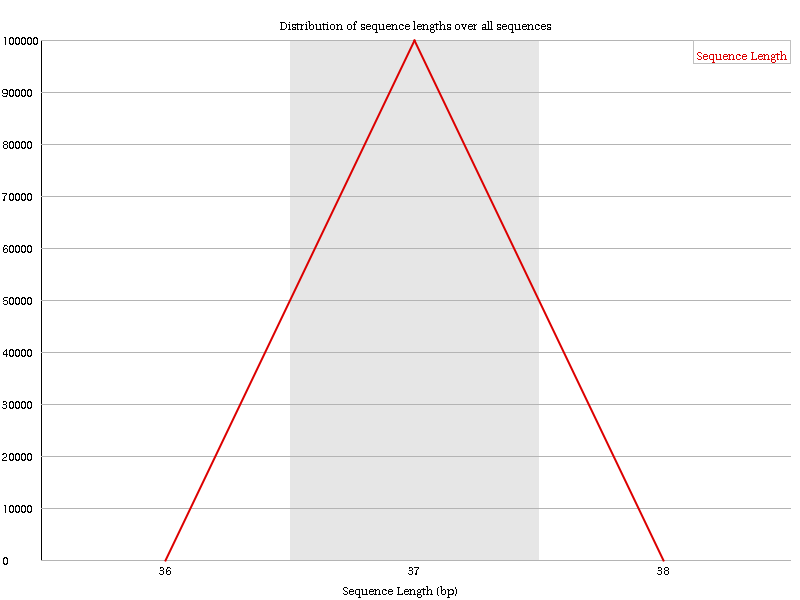 Distribution of sequence lengths over all sequences
Sequence Length
100000
90000
80000
70000
60000
50000
40000
30000
20000
10000
0
36 37 38
Sequence Length (bp)